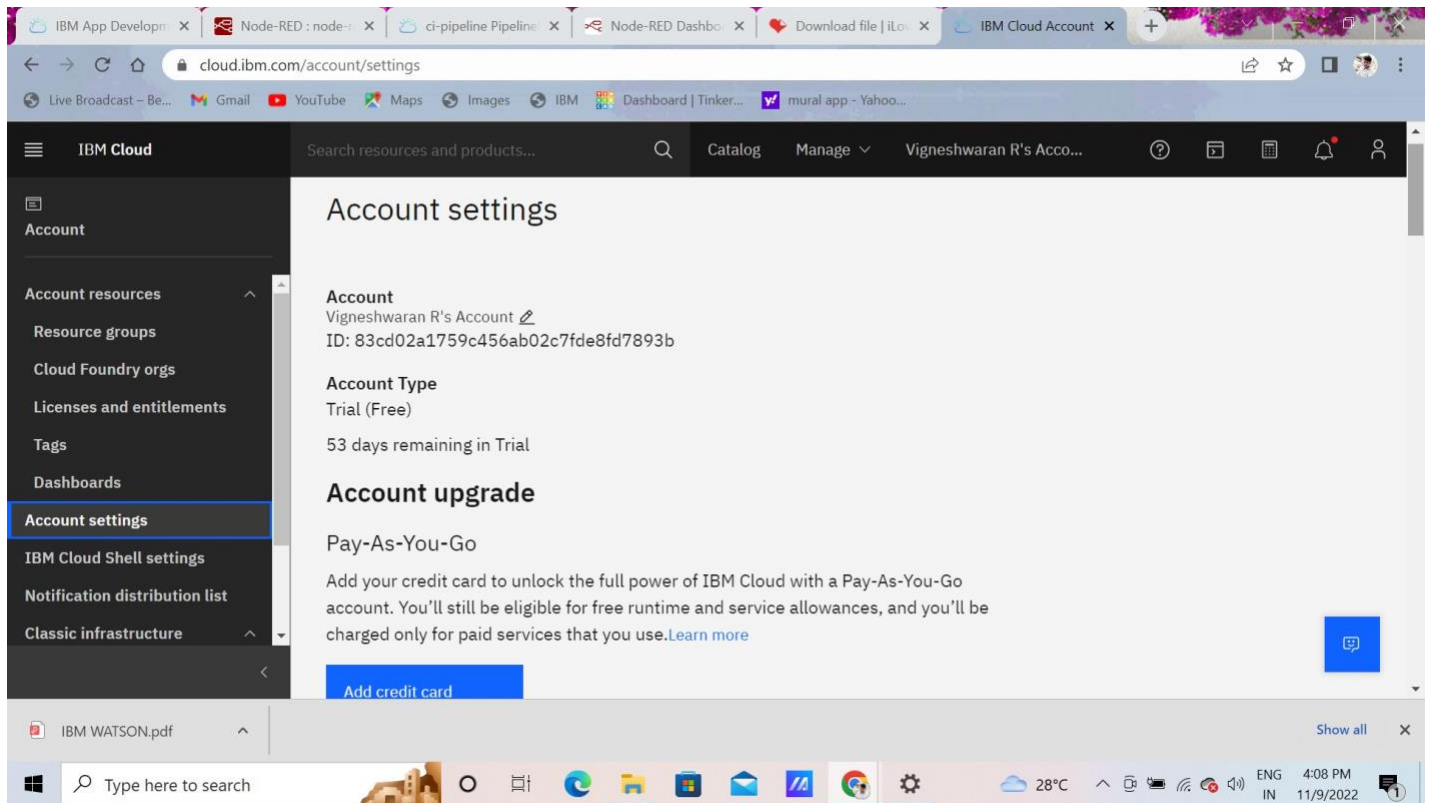 IBM App Developm
Node-RED : node-r
ci-pipeline Pipeline
Node-RED Dashbo
Download file | iLov
IBM Cloud Account
cloud.ibm.com/account/settings
Live Broadcast – Be...
Gmail
YouTube
Maps
Images
IBM
Dashboard | Tinker...
mural app - Yahoo...
IBM Cloud
Search resources and products...
Catalog
Manage
Vigneshwaran R's Acco...
Account
Account resources
Resource groups
Cloud Foundry orgs
Licenses and entitlements
Tags
Dashboards
Account settings
IBM Cloud Shell settings
Notification distribution list
Classic infrastructure
Account settings
Account
Vigneshwaran R's Account
ID: 83cd02a1759c456ab02c7fde8fd7893b
Account Type
Trial (Free)
53 days remaining in Trial
Account upgrade
Pay-As-You-Go
Add your credit card to unlock the full power of IBM Cloud with a Pay-As-You-Go
account. You'll still be eligible for free runtime and service allowances, and you'll be
charged only for paid services that you use.Learn more
Add credit card
IBM WATSON.pdf
Show all
Type here to search
28°C
ENG
IN
4:08 PM
11/9/2022
1